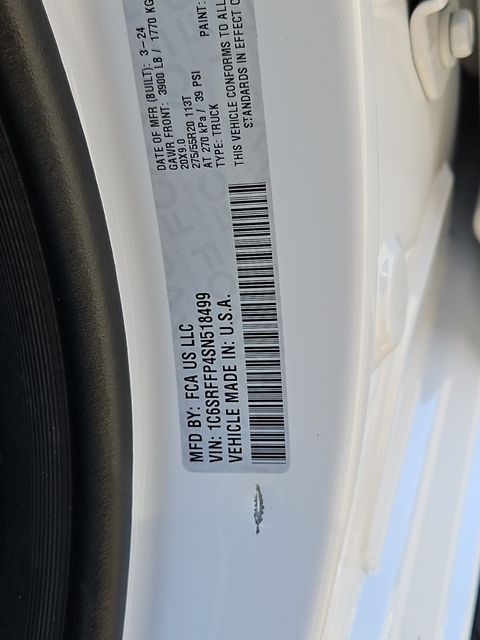 MFD BY: FCA US LLC
DATE OF MFR (BUILT): 3-24
GAWR FRONT: 3900 LB / 1770 KG
20X9.0
275/55R20 113T
AT 270 kPa / 39 PSI
TYPE: TRUCK
PAINT:
THIS VEHICLE CONFORMS TO ALL
STANDARDS IN EFFECT
VIN: 1C6SRFFP4SN518499
VEHICLE MADE IN: U.S.A.